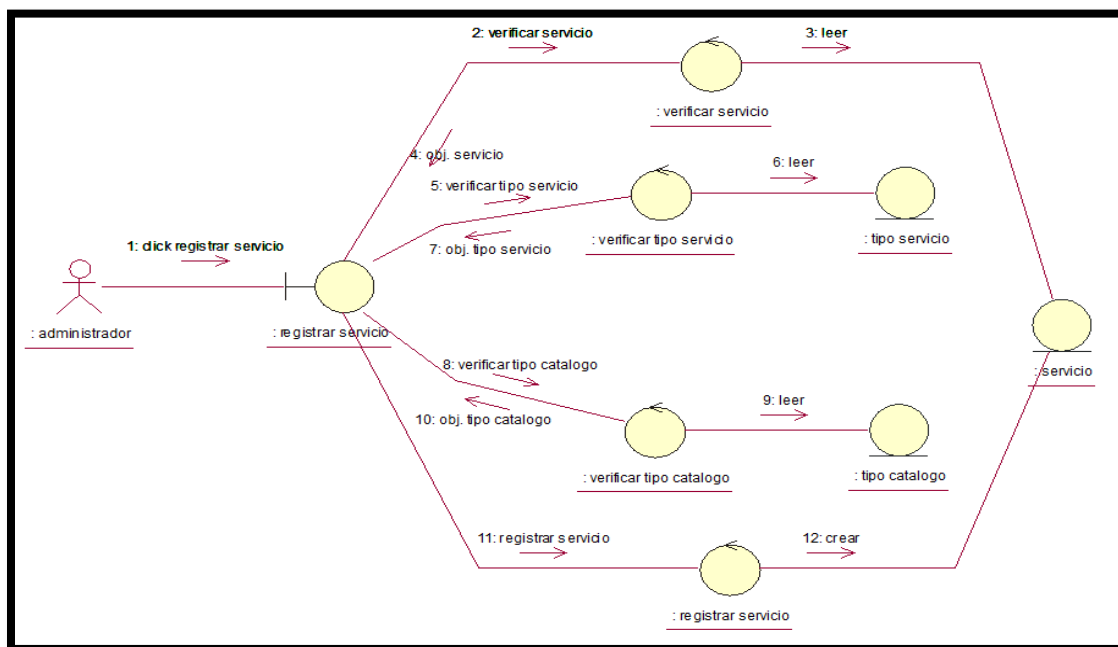 2: verificar servicio
3: leer
: verificar servicio
4: obj. servicio
5: verificar tipo servicio
6: leer
7: obj. tipo servicio
: verificar tipo servicio
: tipo servicio
1: click registrar servicio
: administrador
: registrar servicio
: servicio
8: verificar tipo catalogo
9: leer
10: obj. tipo catalogo
: verificar tipo catalogo
: tipo catalogo
11: registrar servicio
12: crear
: registrar servicio